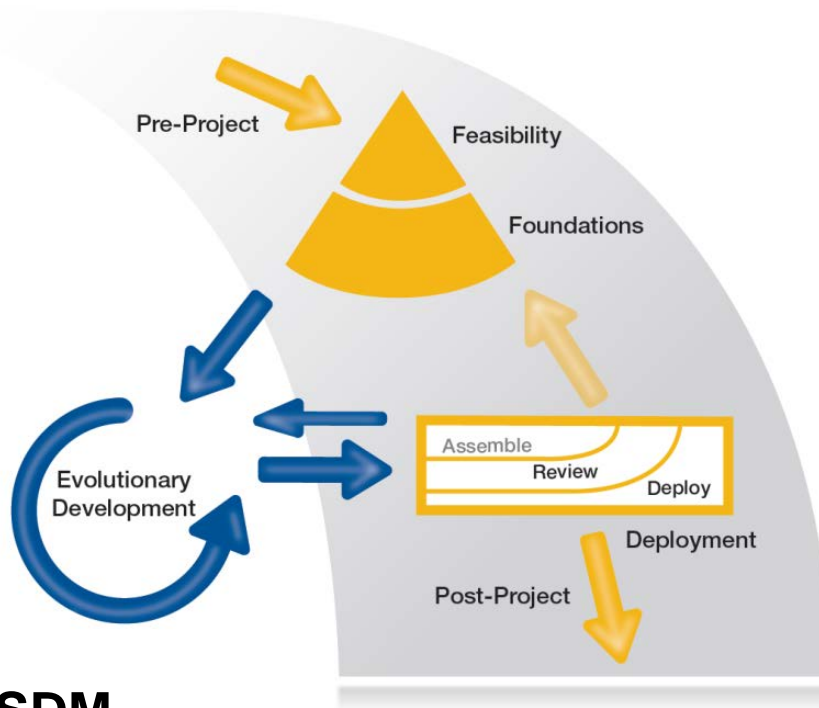 Pre-Project
Feasibility
Foundations
Evolutionary
Development
Assemble
Review
Deploy
Deployment
Post-Project